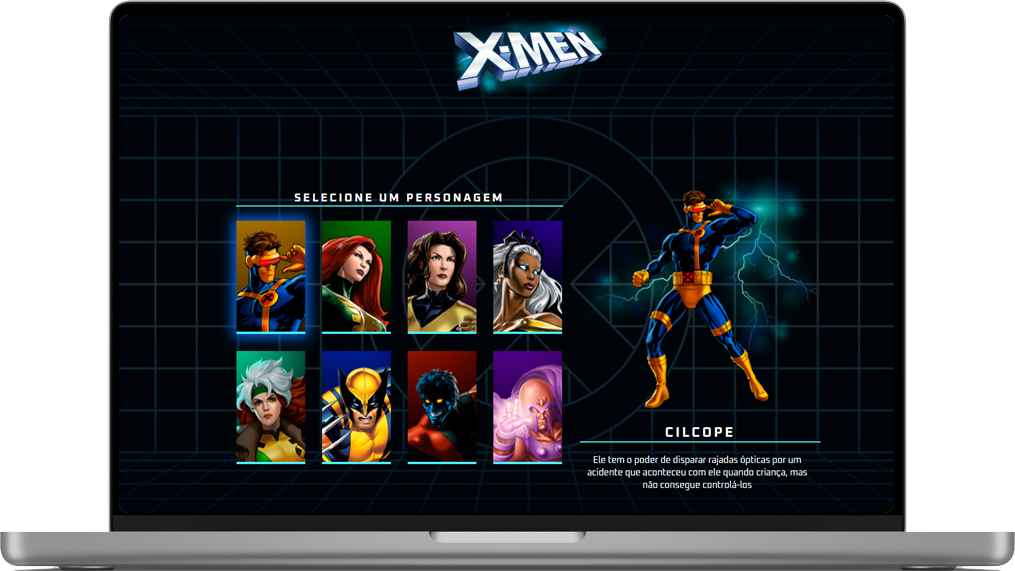 X-MEN
SELECIONE UM PERSONAGEM
CILCOPE
Ele tem o poder de disparar rajadas ópticas por um
acidente que aconteceu com ele quando criança, mas
não consegue controlá-los